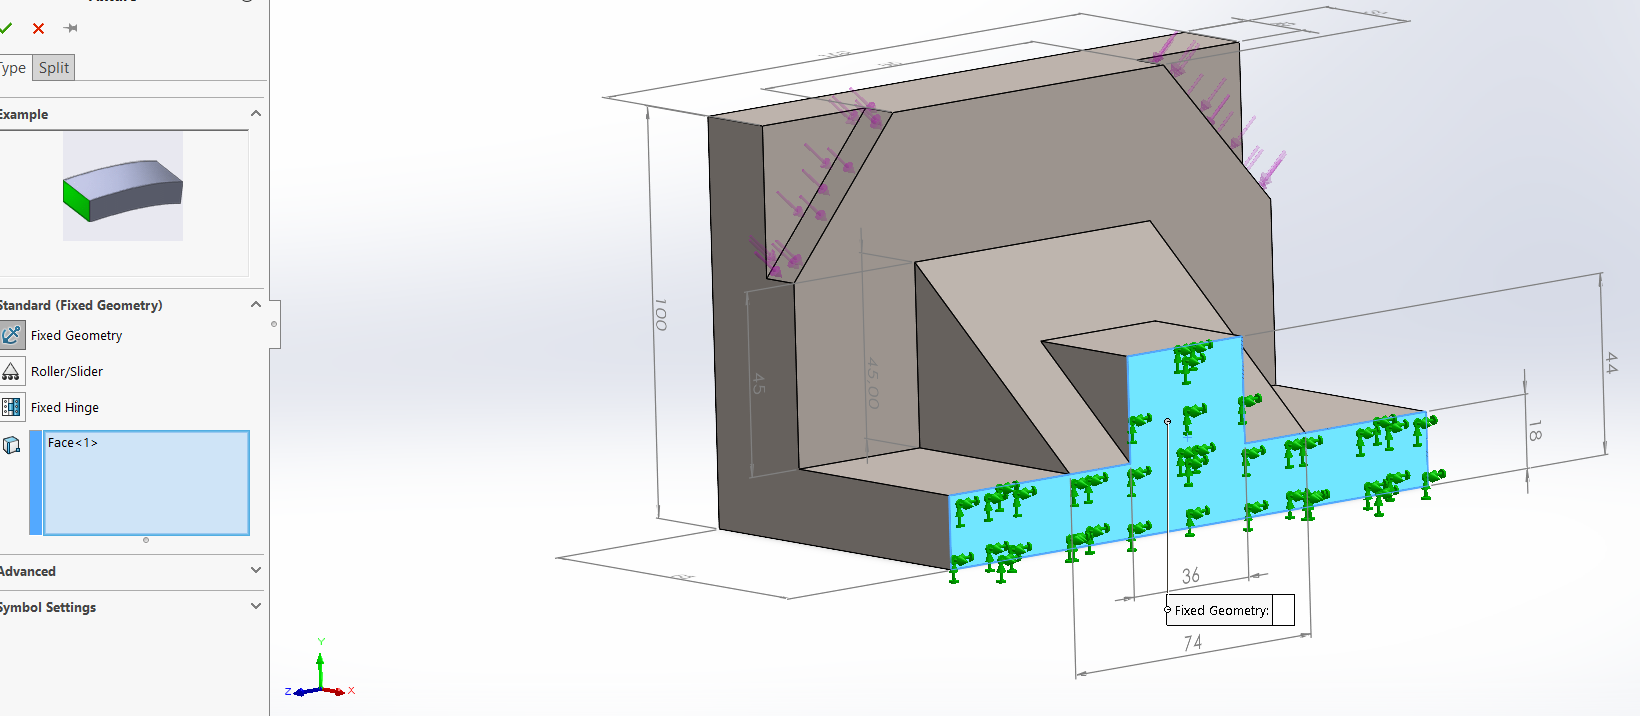 Type Split
Example
Standard (Fixed Geometry)
Fixed Geometry
Roller/Slider
Fixed Hinge
Face<1>
Advanced
Symbol Settings
100
45
45,00
44
18
36
Fixed Geometry:
74
Y
Z X